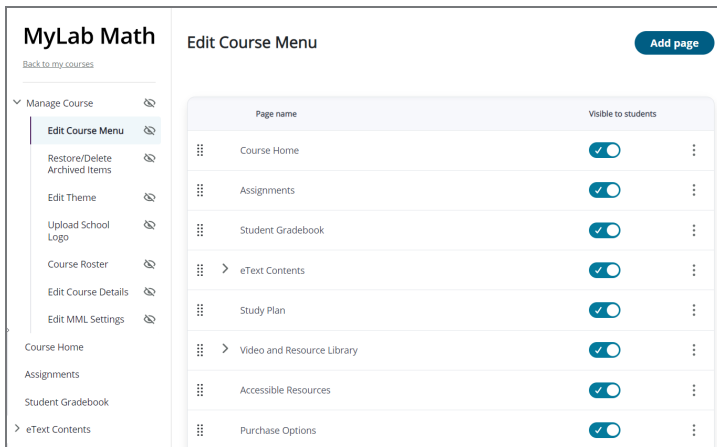 MyLab Math
Back to my courses
Manage Course
Edit Course Menu
Restore/Delete
Archived Items
Edit Theme
Upload School
Logo
Course Roster
Edit Course Details
Edit MML Settings
Course Home
Assignments
Student Gradebook
eText Contents
Edit Course Menu
Add page
Page name Visible to students
Course Home
Assignments
Student Gradebook
eText Contents
Study Plan
Video and Resource Library
Accessible Resources
Purchase Options